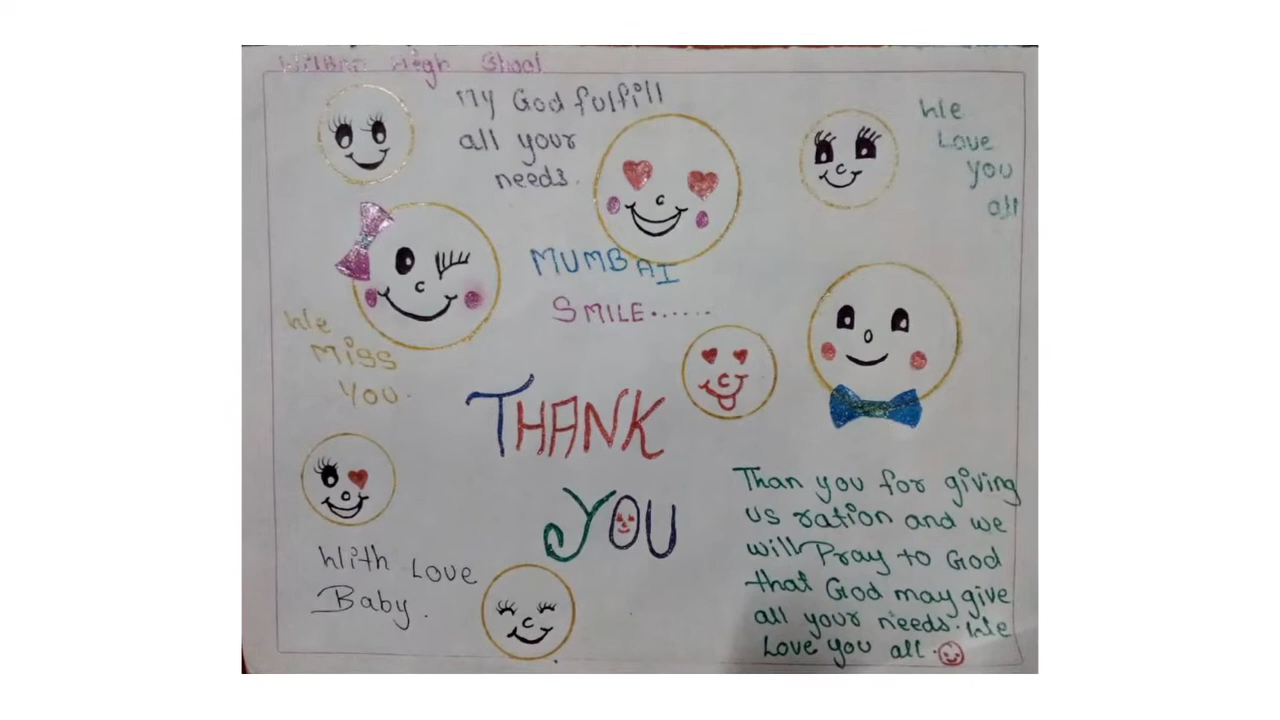 High Shool
My God fulfill
all your
needs.
We
Love
you
all
MUMBAI
SMILE.......
We
Miss
You.
THANK
YOU
With Love
Baby.
Than you for giving
us ration and we
will Pray to God
that God may give
all your needs. We
Love you all.